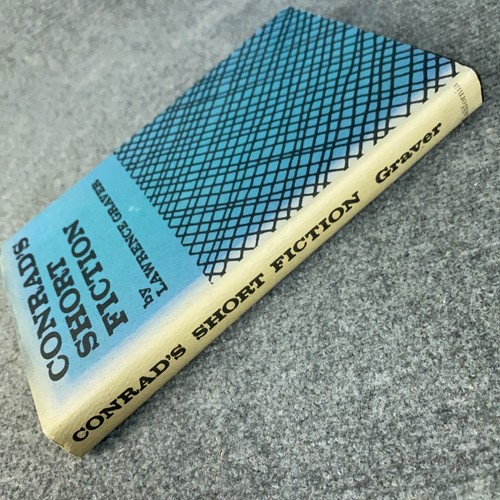 CONRAD'S
SHORT
FICTION
by
LAWRENCE GRAVER
CONRAD'S SHORT FICTION Graver